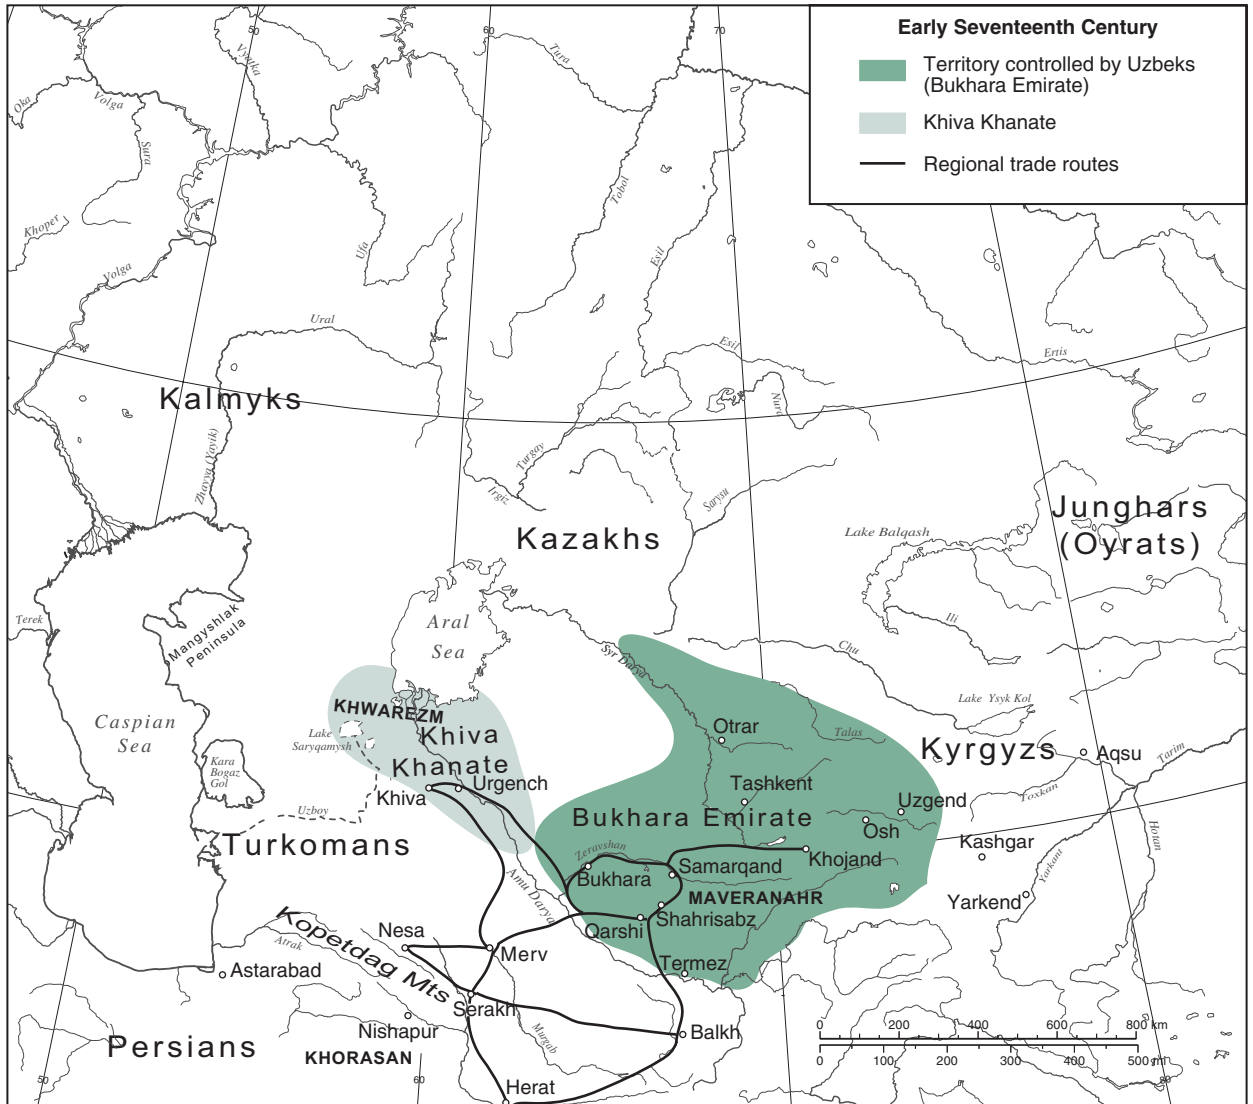 Early Seventeenth Century
Territory controlled by Uzbeks
(Bukhara Emirate)
Khiva Khanate
Regional trade routes
50
60
70
Vyatka
Tura
Oka
Volga
Sura
Tobol
Khoper
Ufa
Esil
Volga
Ural
Esil
Ertis
Kalmyks
Nura
Zhayya (Yayik)
Turgay
Irgiz
Sarysu
Kazakhs
Lake Balqash
Junghars
(Oyrats)
Terek
Mangyshlak
Peninsula
Aral
Sea
Ili
Chu
Syr Darya
Lake Ysyk Kol
KHWAREZM
Caspian
Sea
Lake
Saryqamysh
Khiva
Khanate
Otrar
Talas
Kyrgyzs
Aqsu
Tarim
Kara
Bogaz
Gol
Khiva
Urgench
Tashkent
Uzgend
Toxkan
Uzboy
Bukhara Emirate
Osh
Hotan
Turkomans
Zeravshan
Khojand
Kashgar
Yarkant
Bukhara
Samarqand
Amu Darya
MAVERANAHR
Yarkend
Shahrisabz
Qarshi
Kopetdag Mts
Nesa
Atrak
Merv
Astarabad
Termez
Serakh
Nishapur
Murgab
Balkh
Persians
KHORASAN
Herat
0 200 400 600 800 km
0 100 200 300 400 500 ml
50
60
80